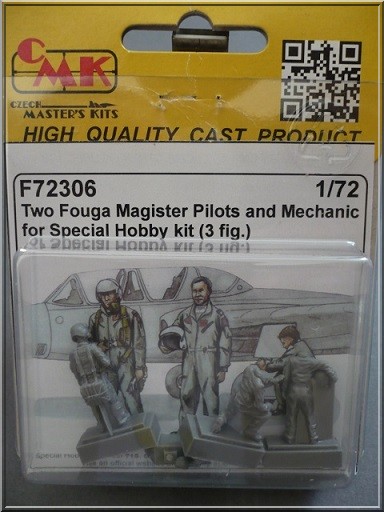 CMK
CZECH
MASTER'S KITS
HIGH QUALITY CAST PRODUCT
F72306 1/72
Two Fouga Magister Pilots and Mechanic
for Special Hobby kit (3 fig.)